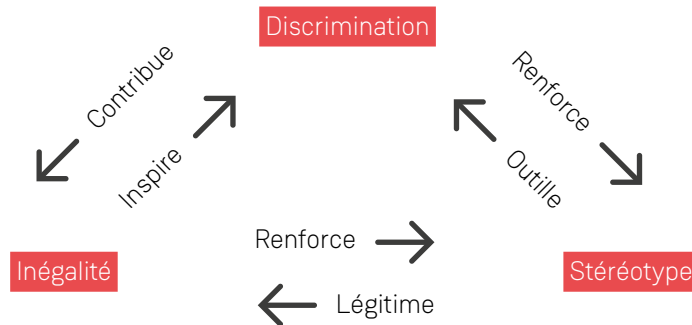 Discrimination
Contribue
Renforce
Inspire
Outille
Renforce
Inégalité
Stéréotype
Légitime